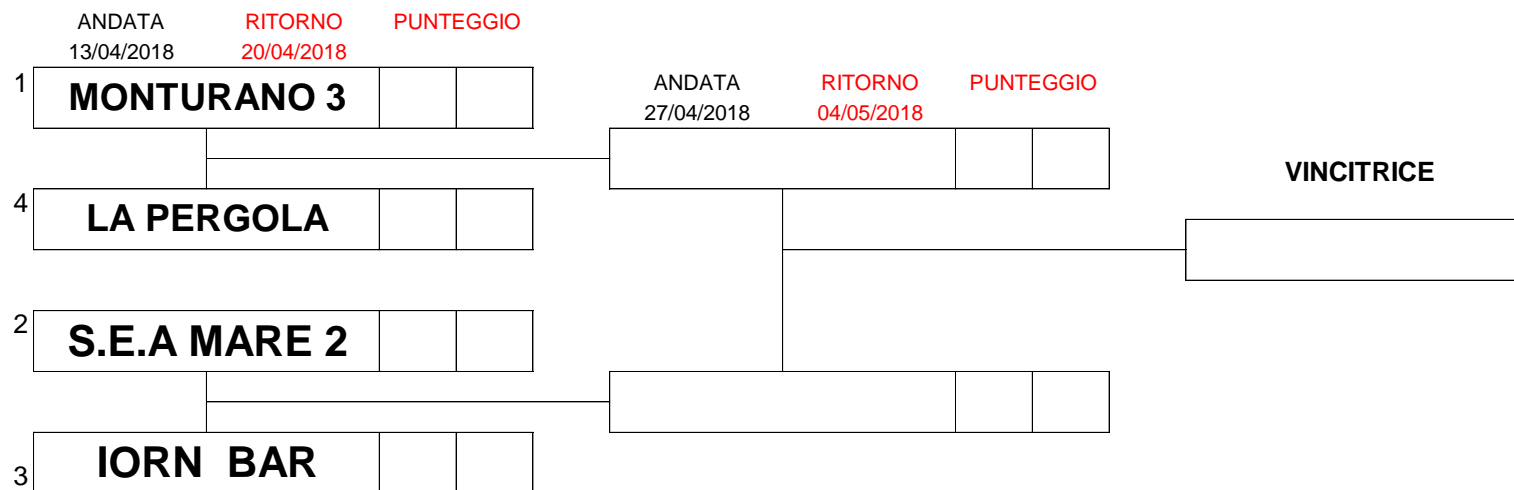 ANDATA RITORNO PUNTEGGIO
13/04/2018 20/04/2018
1 MONTURANO 3
ANDATA RITORNO PUNTEGGIO
27/04/2018 04/05/2018
VINCITRICE
4 LA PERGOLA
2 S.E.A MARE 2
3 IORN BAR